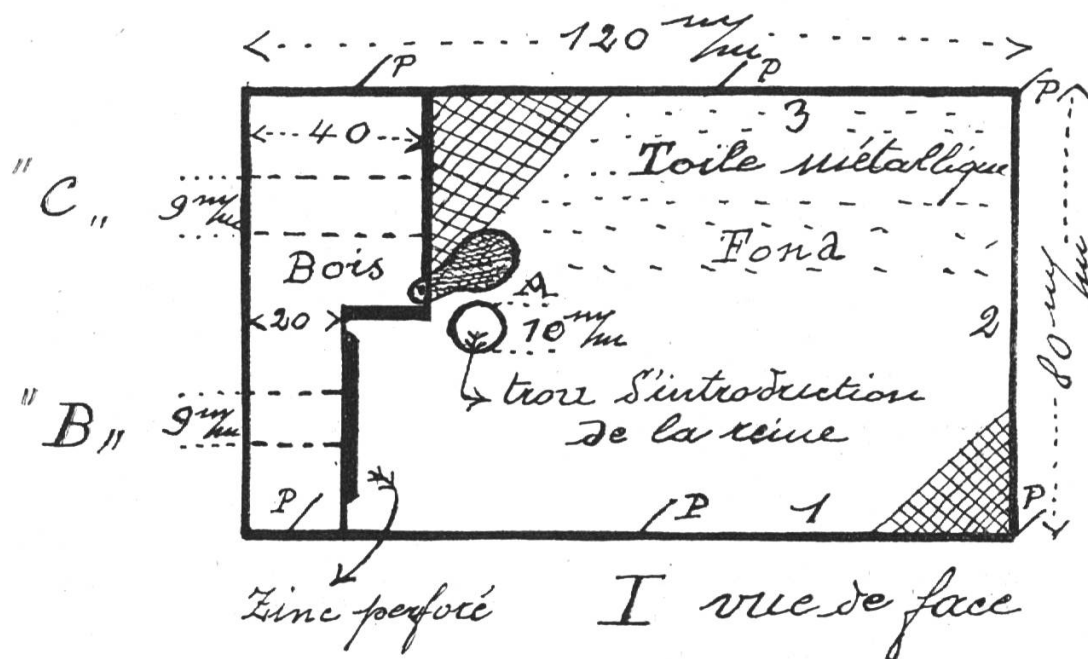 120 m/m
P P P
40 3
Toile métallique
"C„ 9 m/m
Fond
Bois
A
20 10 m/m 2 80 m/m
trou d'introduction
de la reine
"B„ 9 m/m
P P 1 P
Zinc perforé I vue de face